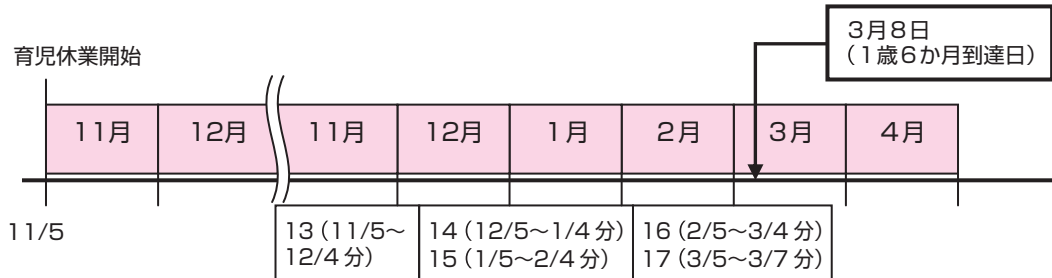 3月8日
（1歳6か月到達日）
育児休業開始
11月
12月
11月
12月
1月
2月
3月
4月
11/5
13（11/5～
12/4分）
14（12/5～1/4分）
15（1/5～2/4分）
16（2/5～3/4分）
17（3/5～3/7分）